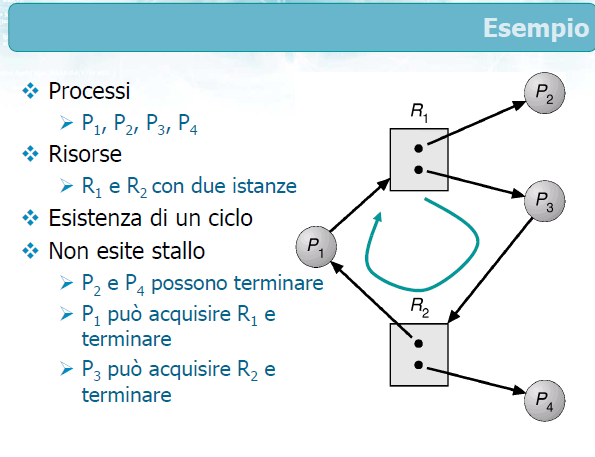 Esempio
❖ Processi
➢ P₁, P₂, P₃, P₄
❖ Risorse
➢ R₁ e R₂ con due istanze
❖ Esistenza di un ciclo
❖ Non esite stallo
➢ P₂ e P₄ possono terminare
➢ P₁ può acquisire R₁ e
terminare
➢ P₃ può acquisire R₂ e
terminare
P₂
R₁
P₃
P₁
R₂
P₄